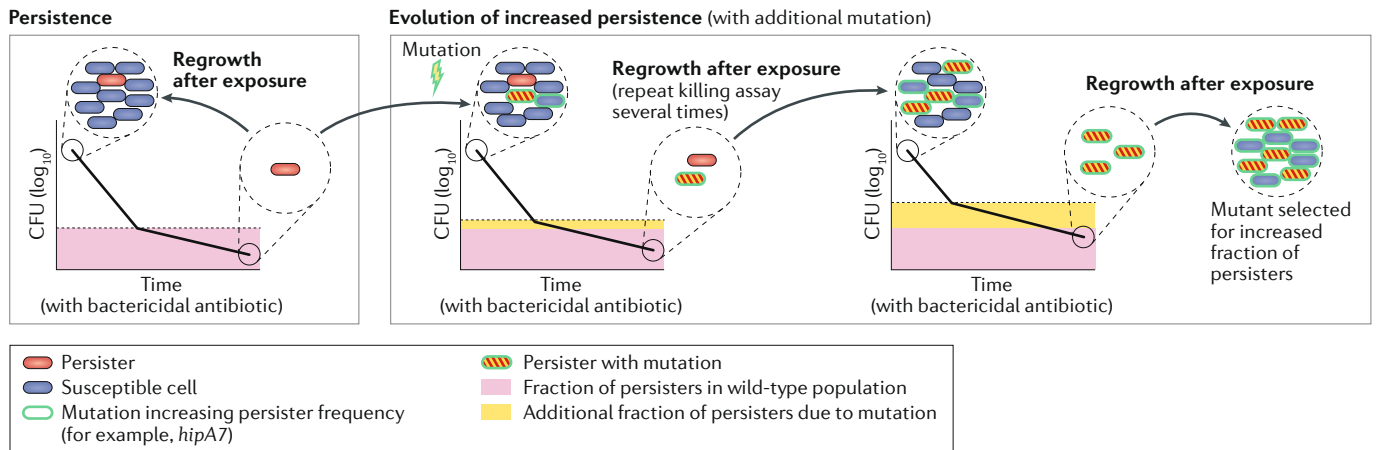 Persistence
Evolution of increased persistence (with additional mutation)
Regrowth
after exposure
CFU (log10)
Time
(with bactericidal antibiotic)
Mutation
Regrowth after exposure
(repeat killing assay
several times)
CFU (log10)
Time
(with bactericidal antibiotic)
Regrowth after exposure
CFU (log10)
Time
(with bactericidal antibiotic)
Mutant selected
for increased
fraction of
persisters
Persister
Susceptible cell
Mutation increasing persister frequency
(for example, hipA7)
Persister with mutation
Fraction of persisters in wild-type population
Additional fraction of persisters due to mutation